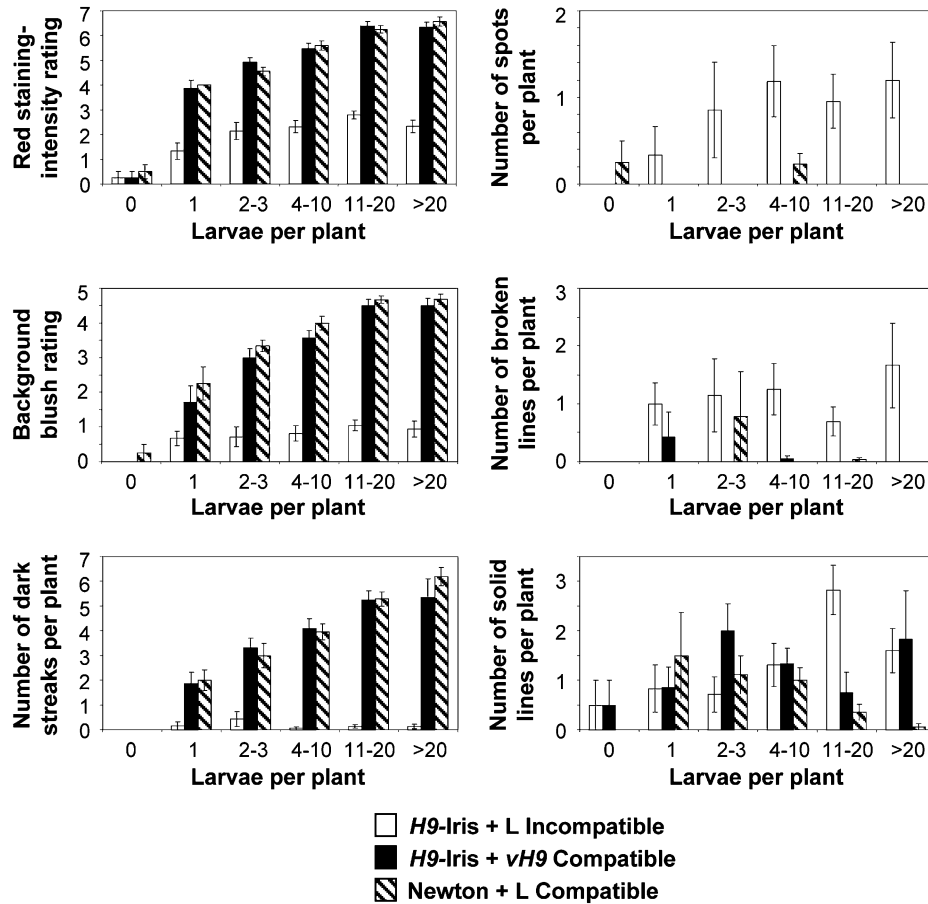 Red staining-
intensity rating
7
6
5
4
3
2
1
0
0 1 2-3 4-10 11-20 >20
Larvae per plant
Number of spots
per plant
2
1
0
0 1 2-3 4-10 11-20 >20
Larvae per plant
Background
blush rating
5
4
3
2
1
0
0 1 2-3 4-10 11-20 >20
Larvae per plant
Number of broken
lines per plant
3
2
1
0
0 1 2-3 4-10 11-20 >20
Larvae per plant
Number of dark
streaks per plant
7
6
5
4
3
2
1
0
0 1 2-3 4-10 11-20 >20
Larvae per plant
Number of solid
lines per plant
3
2
1
0
0 1 2-3 4-10 11-20 >20
Larvae per plant
H9-Iris + L Incompatible
H9-Iris + vH9 Compatible
Newton + L Compatible